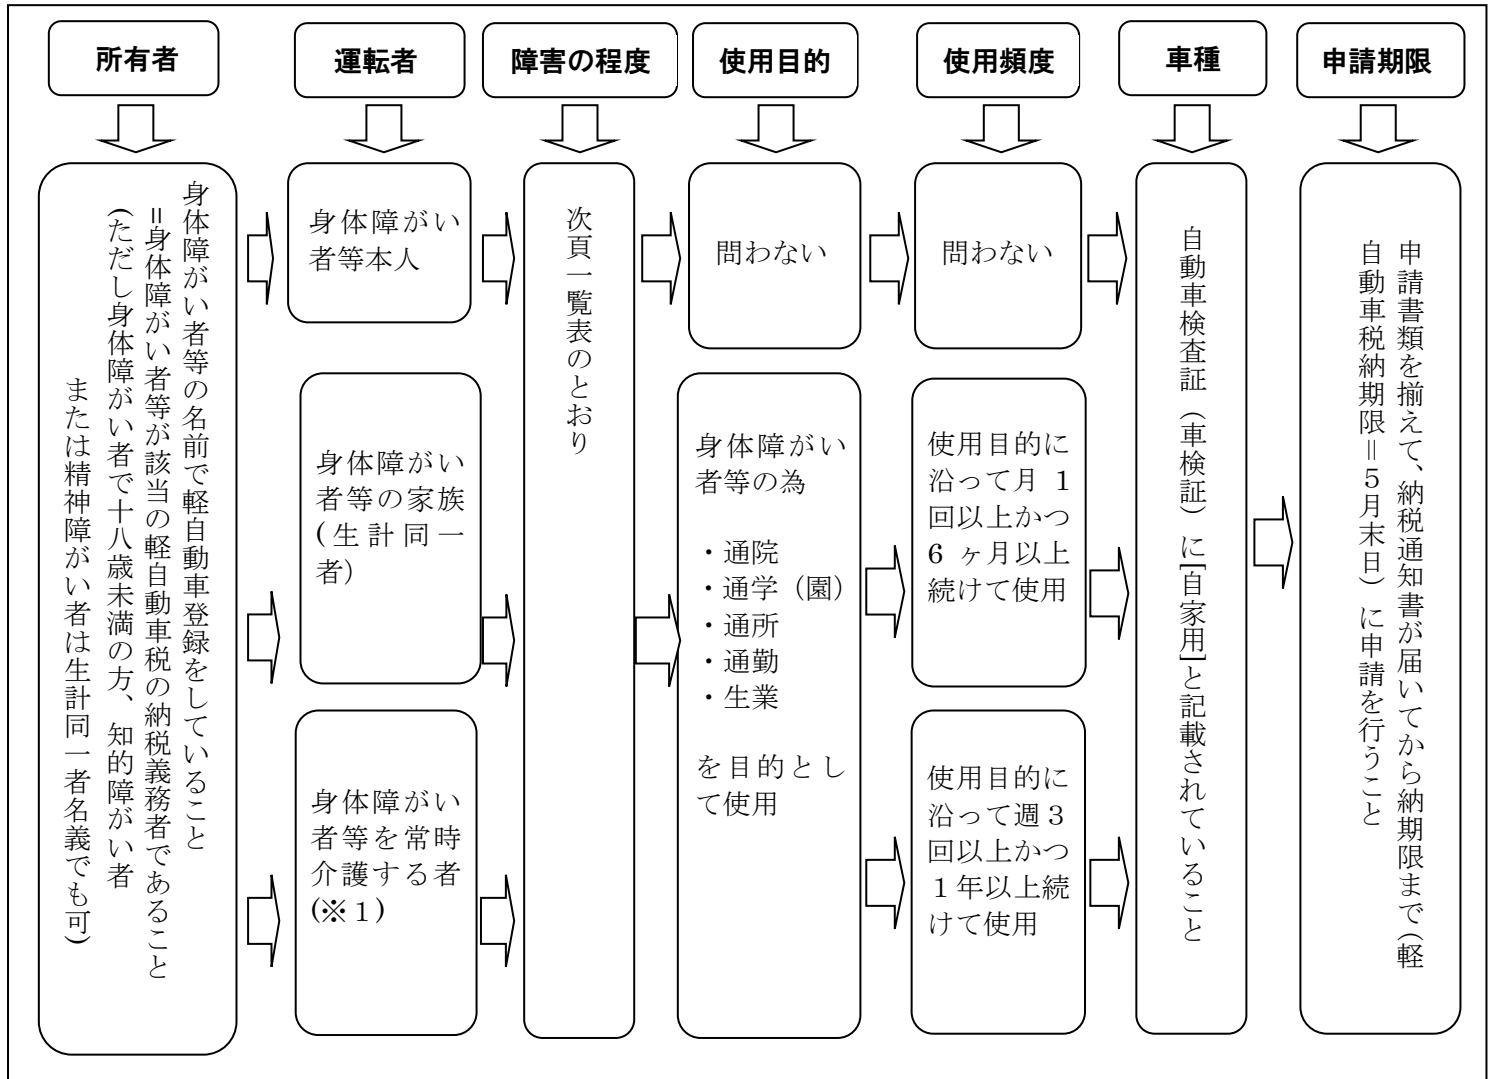 所有者
運転者
障害の程度
使用目的
使用頻度
車種
申請期限
身体障がい者等の名前で軽自動車登録をしていること
=身体障がい者等が該当の軽自動車税の納税義務者であること
(ただし身体障がい者で十八歳未満の方、知的障がい者
または精神障がい者は生計同一者名義でも可)
身体障がい
者等本人
身体障がい
者等の家族
(生計同一
者)
身体障がい
者等を常時
介護する者
(※1)
次頁一覧表のとおり
問わない
身体障がい
者等の為
・通院
・通学(園)
・通所
・通勤
・生業
を目的とし
て使用
問わない
使用目的に
沿って月 1
回以上かつ
6 ヶ月以上
続けて使用
使用目的に
沿って週3
回以上かつ
1年以上続
けて使用
自動車検査証(車検証)に[自家用]と記載されていること
申請書類を揃えて、納税通知書が届いてから納期限まで(軽
自動車税納期限=5月末日)に申請を行うこと